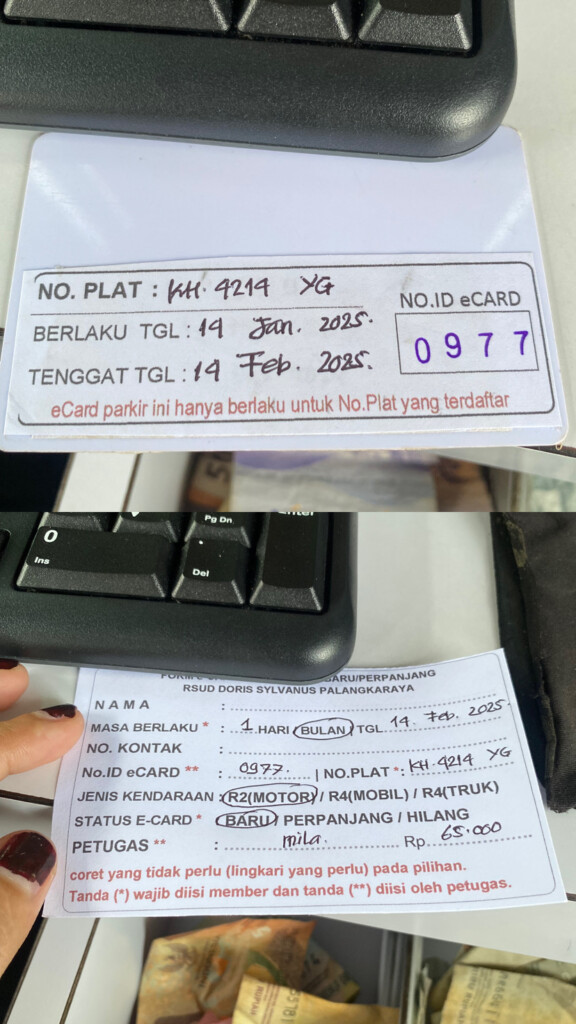 NO. PLAT : KH. 4214 YG
NO.ID eCARD
BERLAKU TGL : 14 Jan. 2025.
0977
TENGGAT TGL : 14 Feb. 2025.
eCard parkir ini hanya berlaku untuk No.Plat yang terdaftar
0
Ins
Pg Dn
.
Del
Enter
BARU/PERPANJANG
RSUD DORIS SYLVANUS PALANGKARAYA
NAMA :
MASA BERLAKU * : 1 HARI / BULAN / TGL. 14. Feb. 2025.
NO. KONTAK :
No.ID eCARD ** : 0977. | NO.PLAT *: KH.4214 YG
JENIS KENDARAAN : R2(MOTOR) / R4(MOBIL) / R4(TRUK)
STATUS E-CARD * : BARU / PERPANJANG / HILANG
PETUGAS ** : mila. Rp. 65.000
coret yang tidak perlu (lingkari yang perlu) pada pilihan.
Tanda (*) wajib diisi member dan tanda (**) diisi oleh petugas.